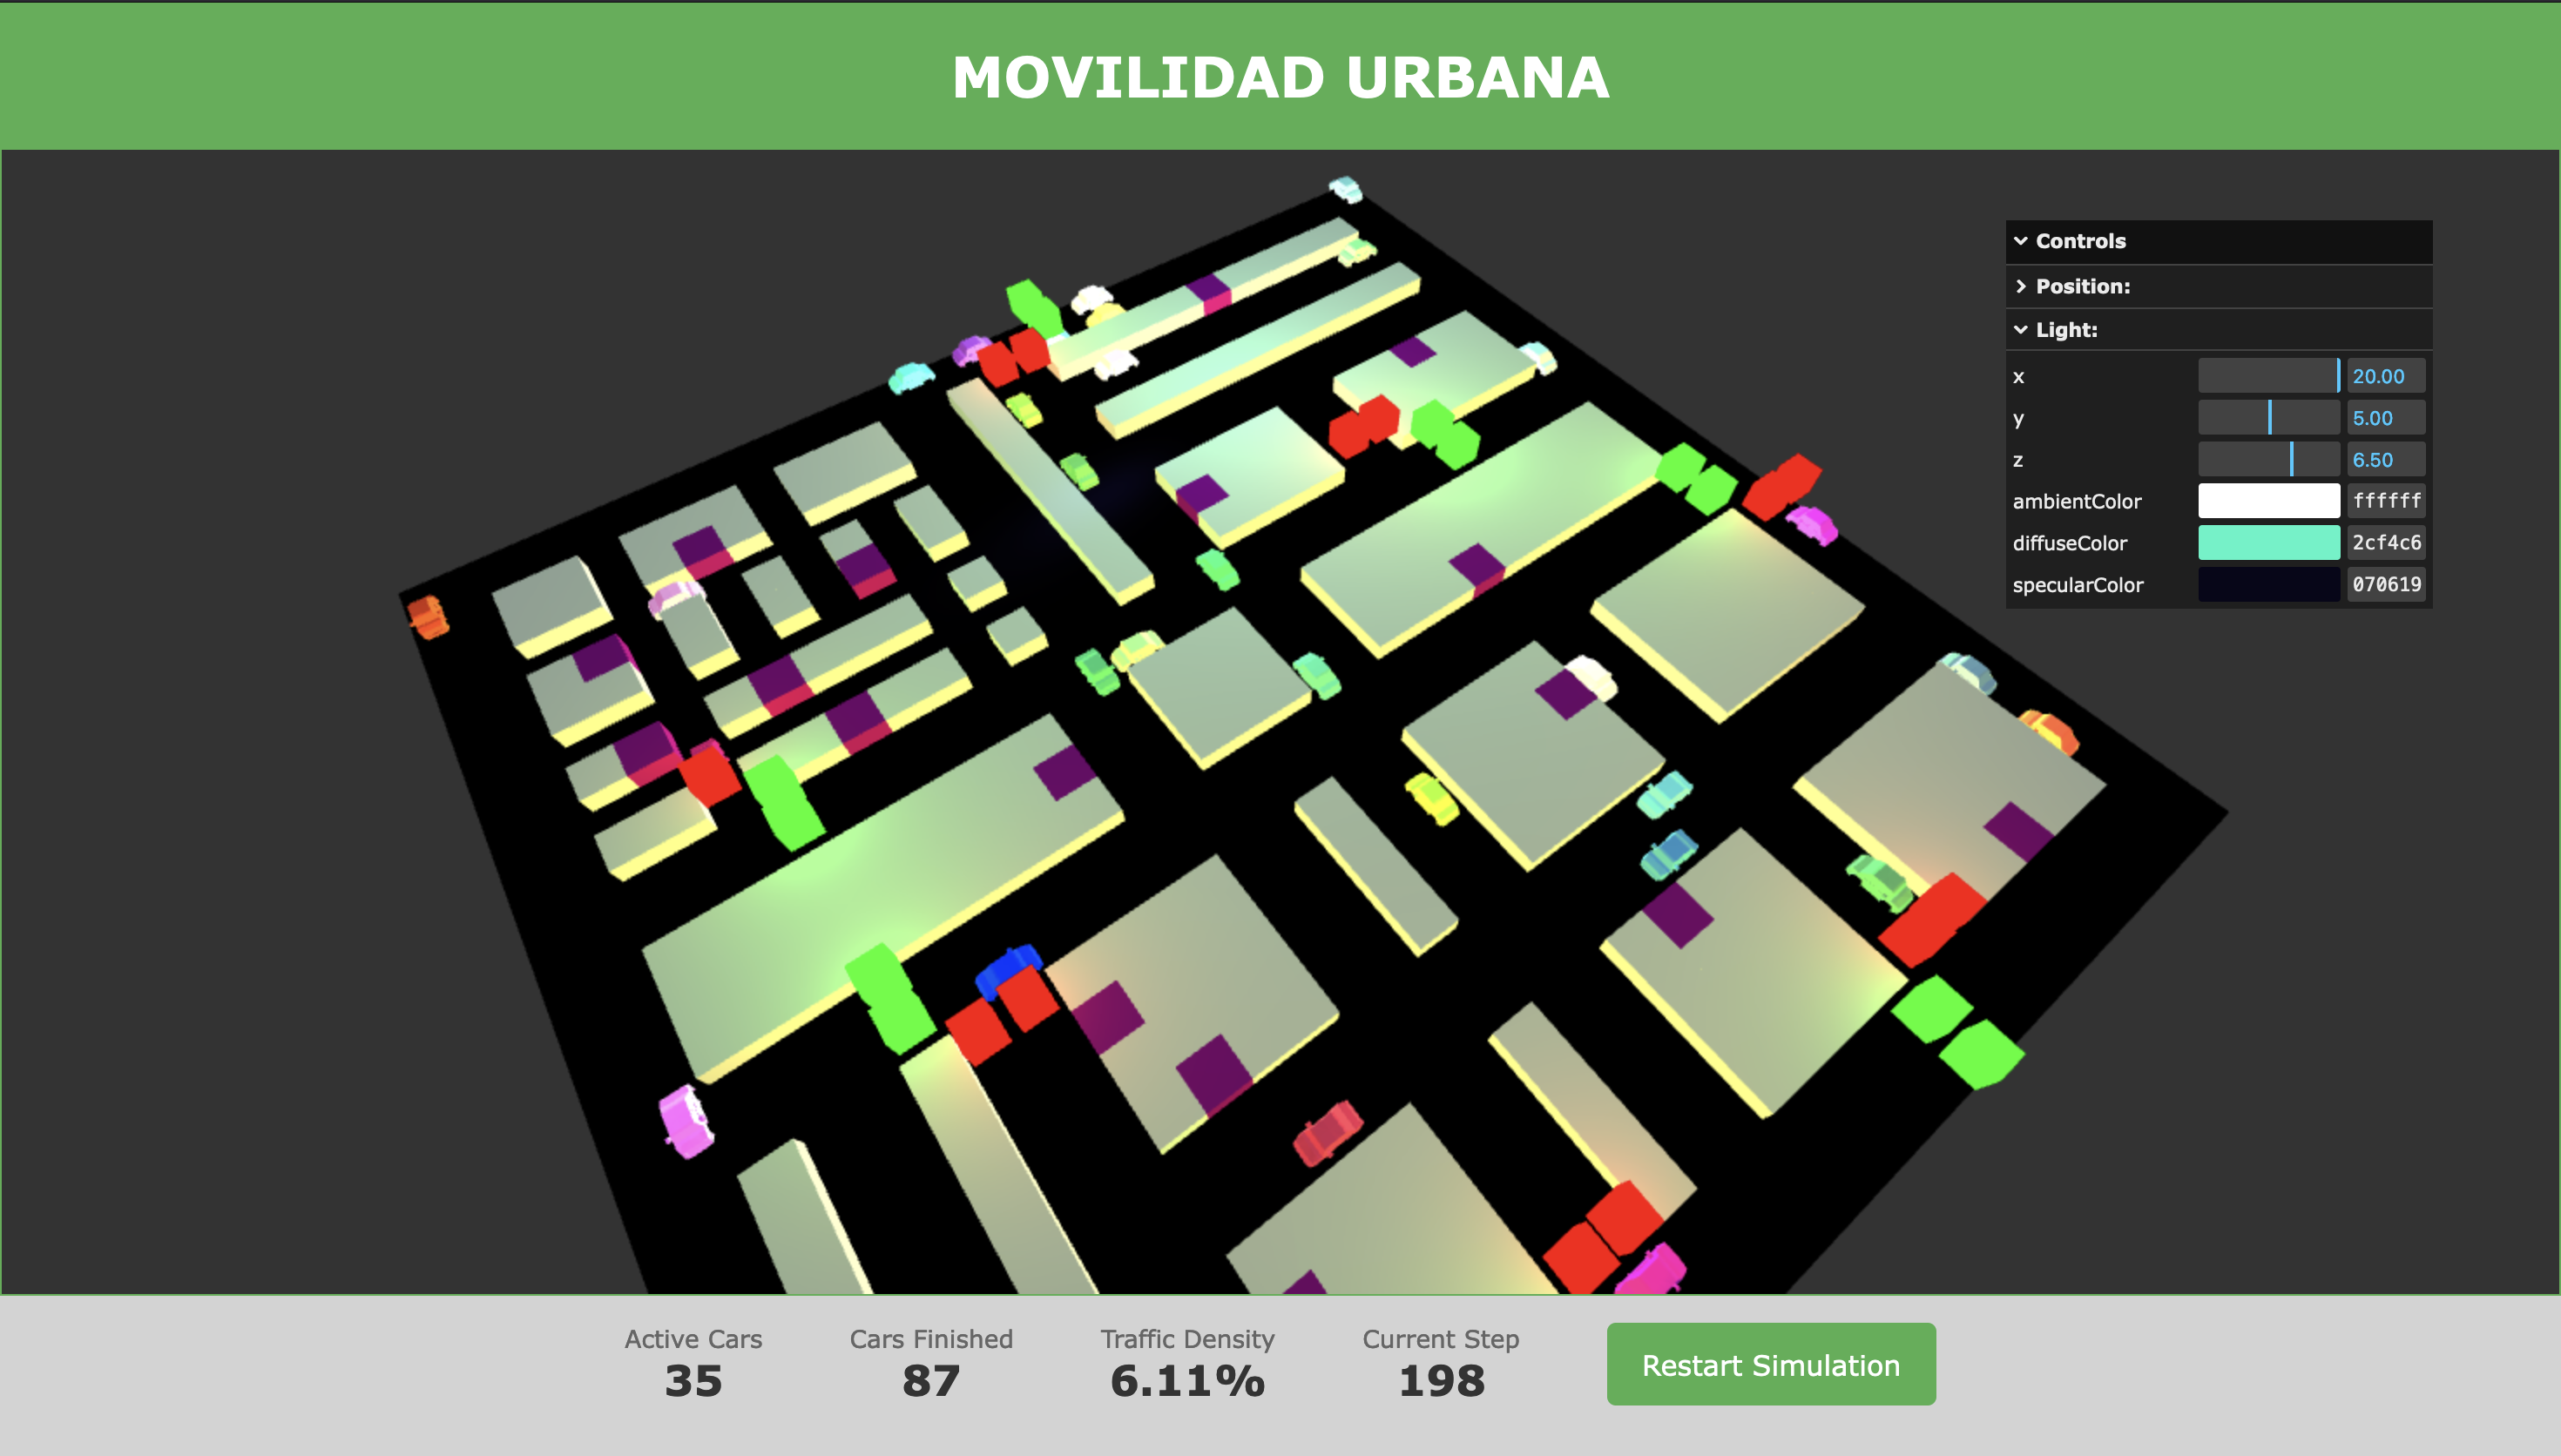 MOVILIDAD URBANA
Controls
Position:
Light:
x 20.00
y 5.00
z 6.50
ambientColor ffffff
diffuseColor 2cf4c6
specularColor 070619
Active Cars Cars Finished Traffic Density Current Step
35 87 6.11% 198
Restart Simulation